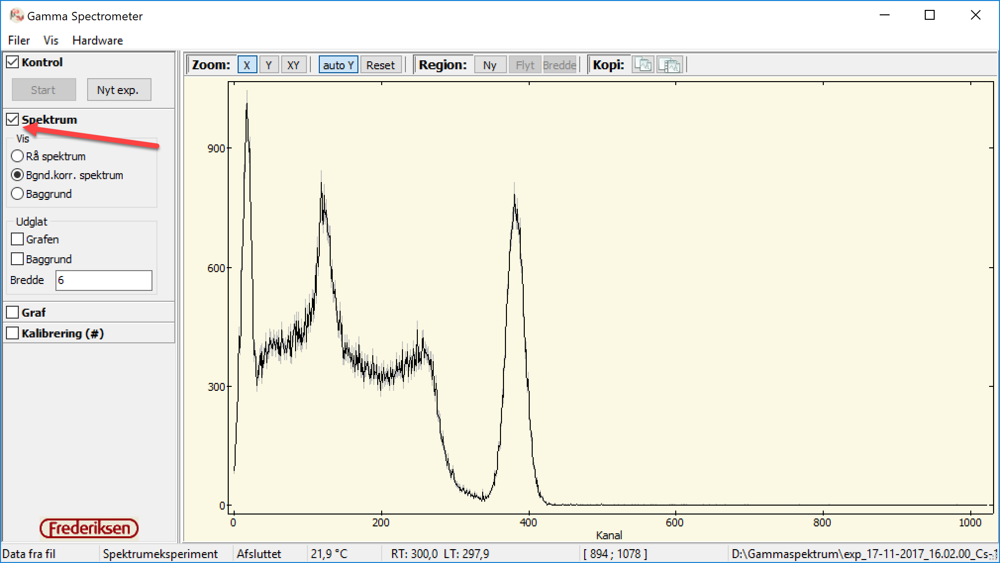 Gamma Spectrometer
Filer Vis Hardware
Kontrol
Start Nyt exp.
Spektrum
Vis
Rå spektrum
Bgnd.korr. spektrum
Baggrund
Udglat
Grafen
Baggrund
Bredde 6
Graf
Kalibrering (#)
Frederiksen
Zoom: X Y XY auto Y Reset Region: Ny Flyt Bredde Kopi:
900
600
300
0
0 200 400 600 800 1000
Kanal
Data fra fil Spektrumeksperiment Afsluttet 21,9 °C RT: 300,0 LT: 297,9 [ 894 ; 1078 ] D:\Gammaspektrum\exp_17-11-2017_16.02.00_Cs-1